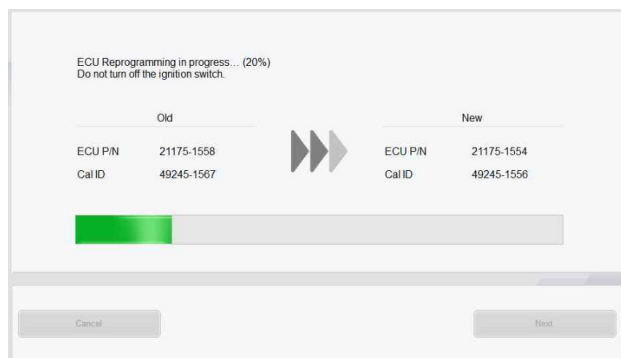 ECU Reprogramming in progress... (20%)
Do not turn off the ignition switch.
Old New
ECU P/N 21175-1558 ECU P/N 21175-1554
Cal ID 49245-1567 Cal ID 49245-1556
Cancel Next